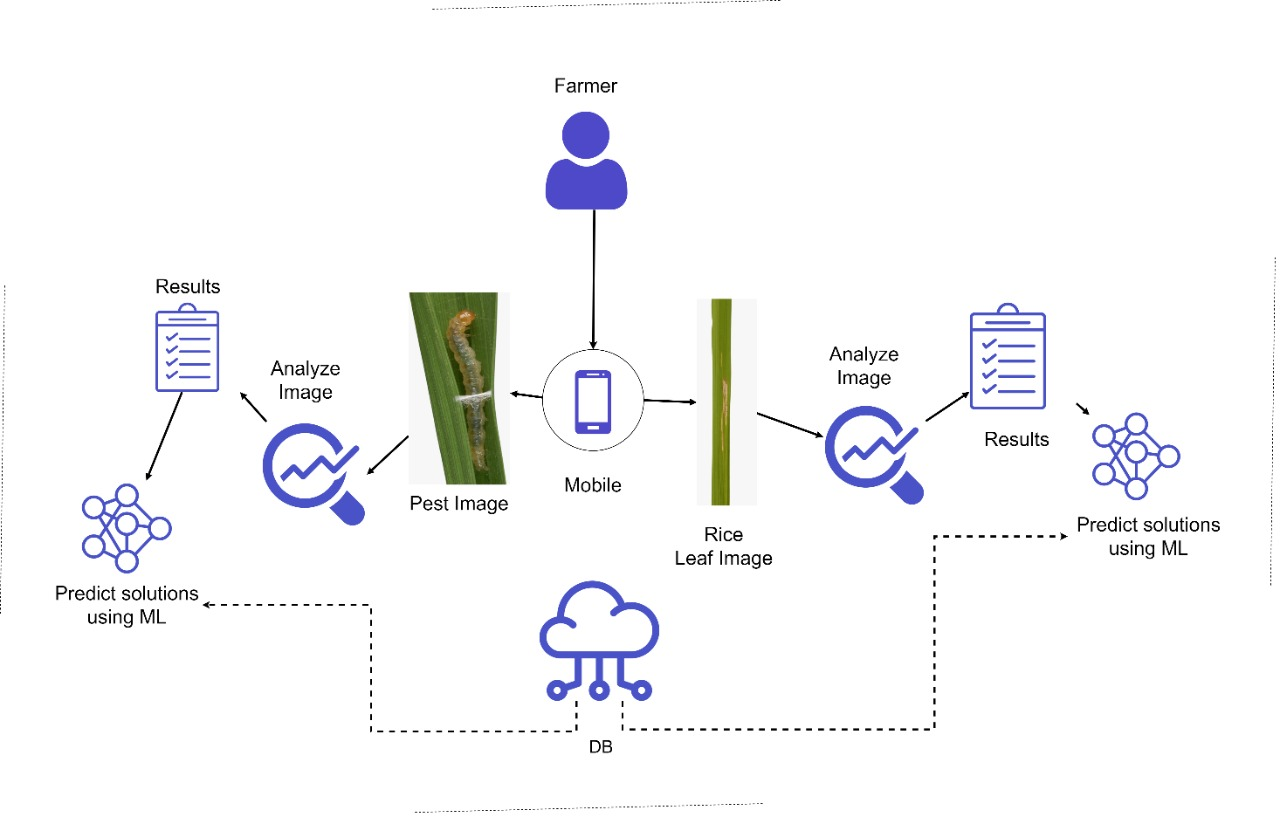 Farmer
Results
Analyze
Image
Analyze
Image
Results
Pest Image
Mobile
Rice
Leaf Image
Predict solutions
using ML
Predict solutions
using ML
DB